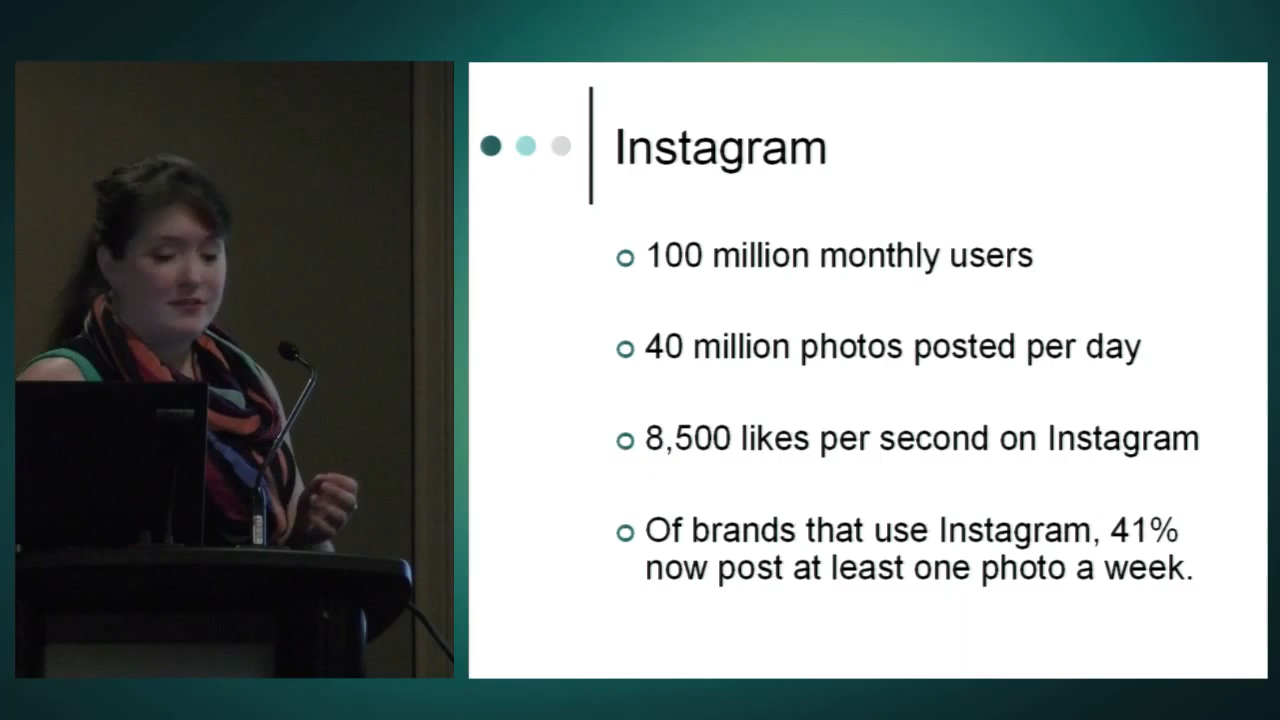 Instagram
100 million monthly users
40 million photos posted per day
8,500 likes per second on Instagram
Of brands that use Instagram, 41%
now post at least one photo a week.